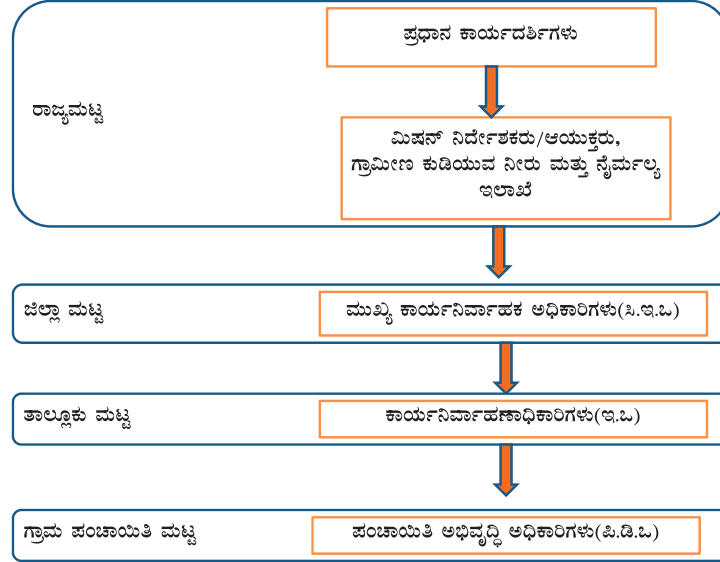 ಪ್ರಧಾನ ಕಾರ್ಯದರ್ಶಿಗಳು
ರಾಜ್ಯಮಟ್ಟ
ಮಿಷನ್ ನಿರ್ದೇಶಕರು/ಆಯುಕ್ತರು,
ಗ್ರಾಮೀಣ ಕುಡಿಯುವ ನೀರು ಮತ್ತು ನೈರ್ಮಲ್ಯ
ಇಲಾಖೆ
ಜಿಲ್ಲಾ ಮಟ್ಟ ಮುಖ್ಯ ಕಾರ್ಯನಿರ್ವಾಹಕ ಅಧಿಕಾರಿಗಳು(ಸಿ.ಇ.ಒ)
ತಾಲ್ಲೂಕು ಮಟ್ಟ ಕಾರ್ಯನಿರ್ವಾಹಣಾಧಿಕಾರಿಗಳು(ಇ.ಒ)
ಗ್ರಾಮ ಪಂಚಾಯಿತಿ ಮಟ್ಟ ಪಂಚಾಯಿತಿ ಅಭಿವೃದ್ಧಿ ಅಧಿಕಾರಿಗಳು(ಪಿ.ಡಿ.ಒ)